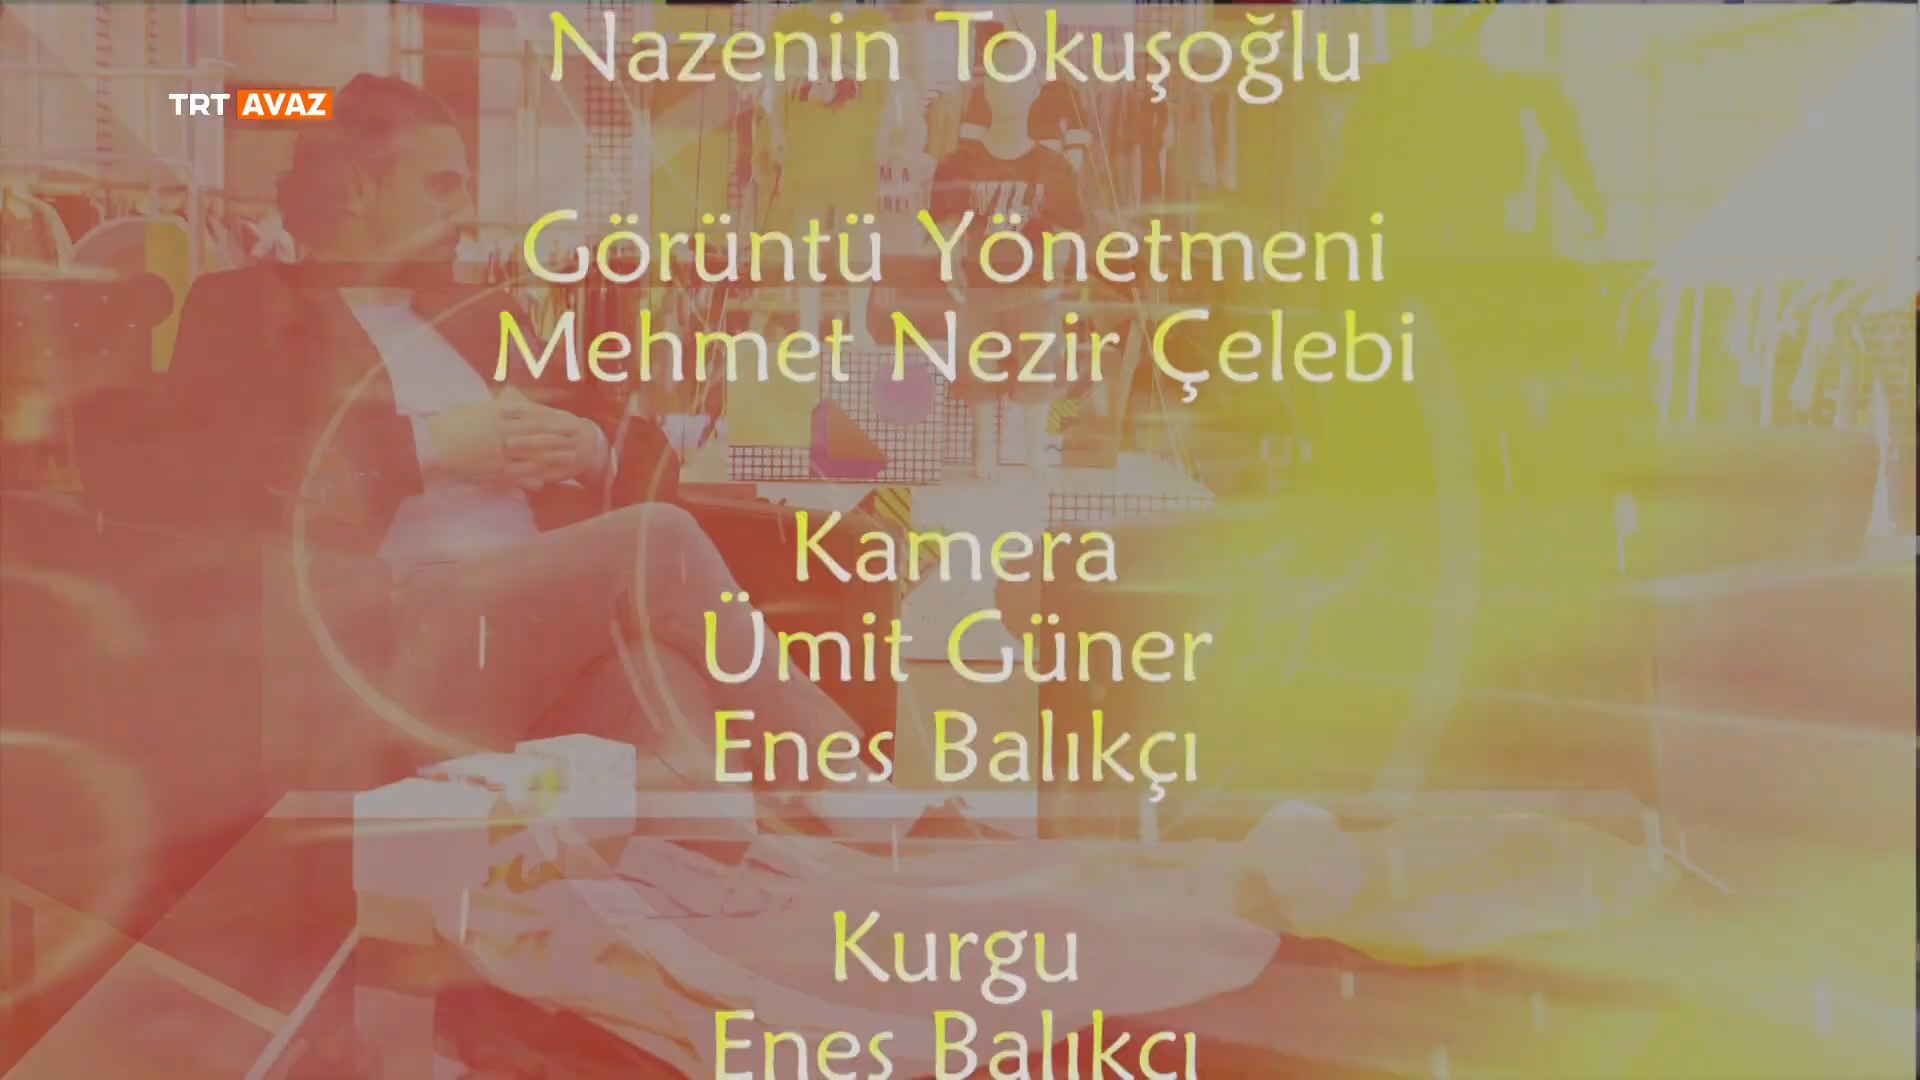 Nazenin Tokuşoğlu
TRT AVAZ
Görüntü Yönetmeni
Mehmet Nezir Çelebi
Kamera
Ümit Güner
Enes Balıkçı
Kurgu
Enes Balıkçı